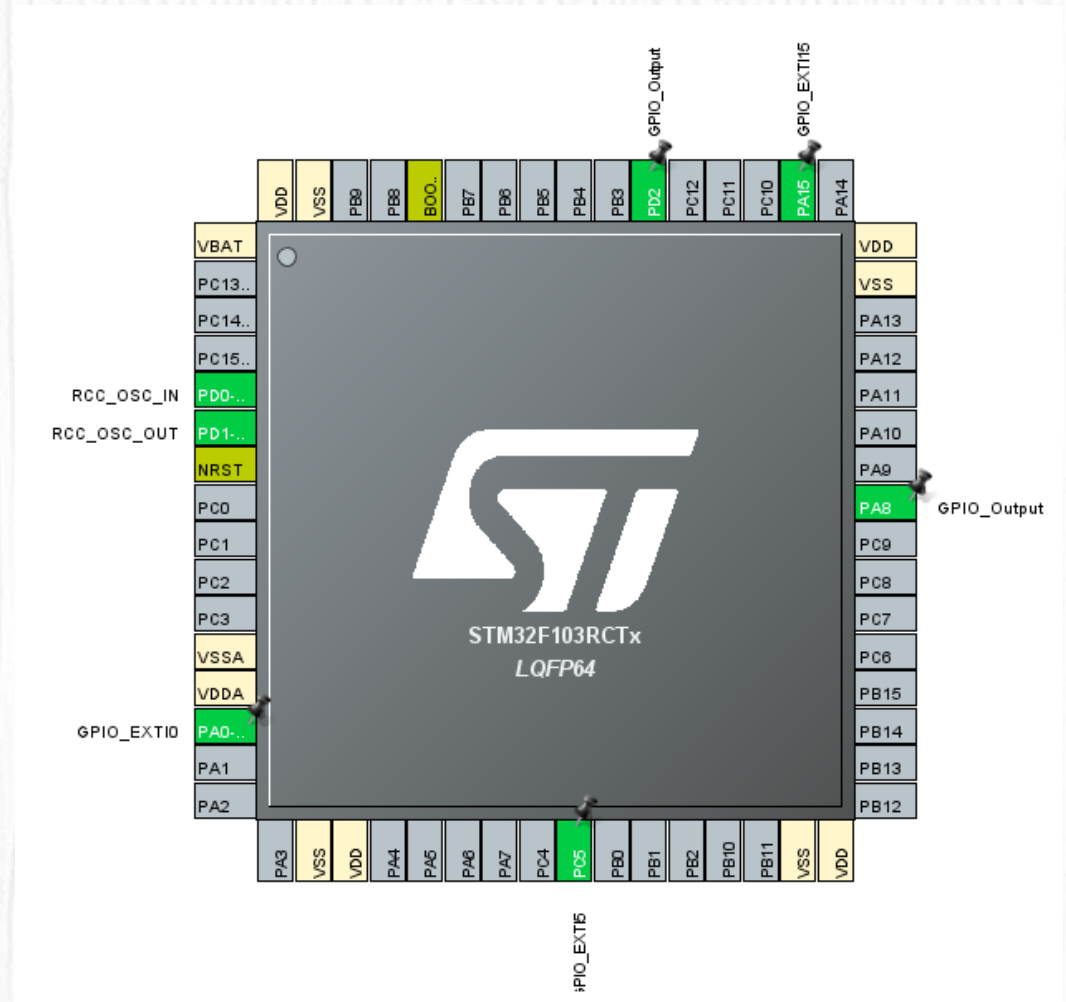 GPIO_Output
GPIO_EXTI15
VDD
VSS
PB9
PB8
BOO..
PB7
PB6
PB5
PB4
PB3
PD2
PC12
PC11
PC10
PA15
PA14
VBAT
PC13..
PC14..
PC15..
RCC_OSC_IN PD0-..
RCC_OSC_OUT PD1-..
NRST
PC0
PC1
PC2
PC3
VSSA
VDDA
GPIO_EXTI0 PA0-..
PA1
PA2
VDD
VSS
PA13
PA12
PA11
PA10
PA9
PA8 GPIO_Output
PC9
PC8
PC7
PC6
PB15
PB14
PB13
PB12
ST
STM32F103RCTx
LQFP64
PA3
VSS
VDD
PA4
PA5
PA6
PA7
PC4
PC5
PB0
PB1
PB2
PB10
PB11
VSS
VDD
GPIO_EXTI5